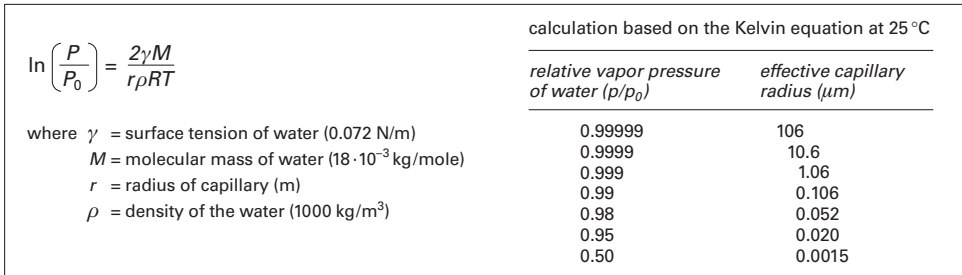 ln(P/P₀) = 2γM/rρRT
where γ = surface tension of water (0.072 N/m)
M = molecular mass of water (18·10⁻³ kg/mole)
r = radius of capillary (m)
ρ = density of the water (1000 kg/m³)
calculation based on the Kelvin equation at 25 °C
relative vapor pressure effective capillary
of water (p/p₀) radius (μm)
0.99999 106
0.9999 10.6
0.999 1.06
0.99 0.106
0.98 0.052
0.95 0.020
0.50 0.0015